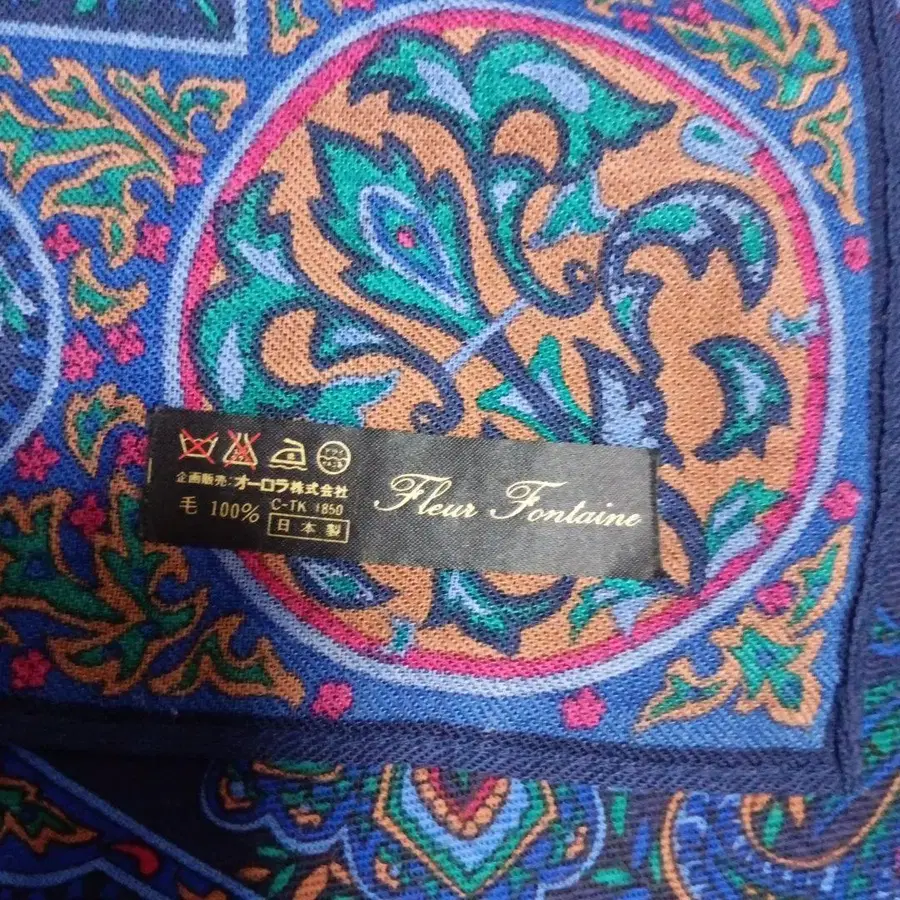 企画販売:オーロラ株式会社
毛 100% C-TK 1850
日本製
Fleur Fontaine